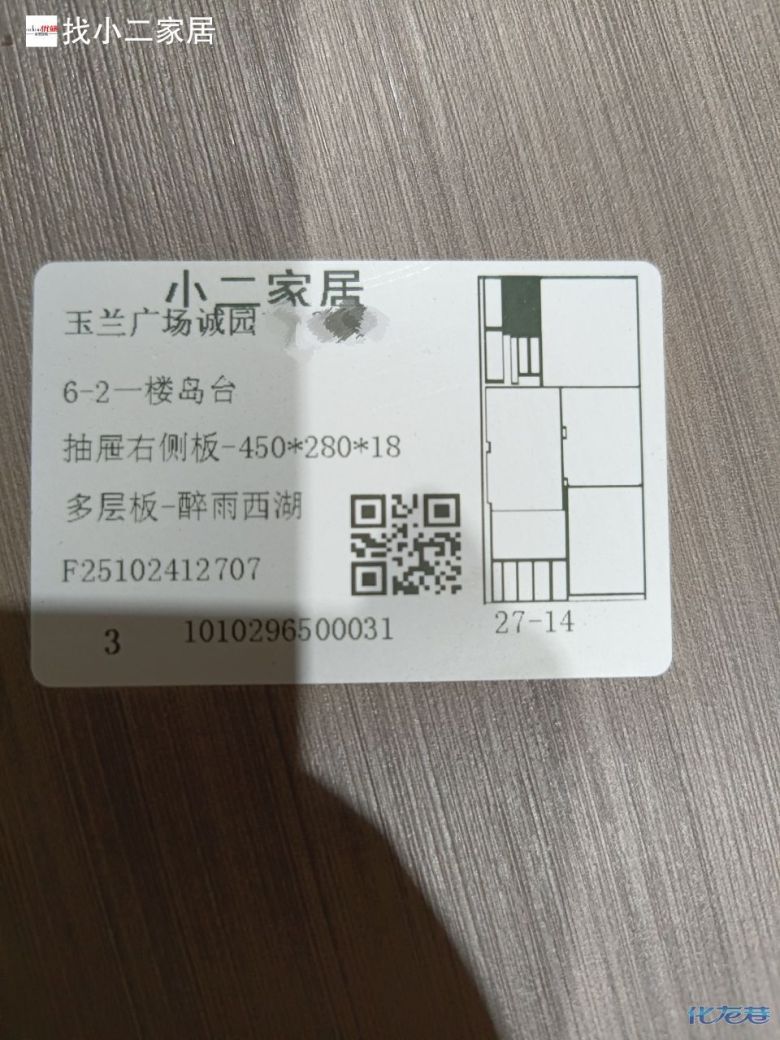 找小二家居
小二家居
玉兰广场诚园
6-2一楼岛台
抽屉右侧板-450*280*18
多层板-醉雨西湖
F25102412707
3 1010296500031 27-14
化龙巷